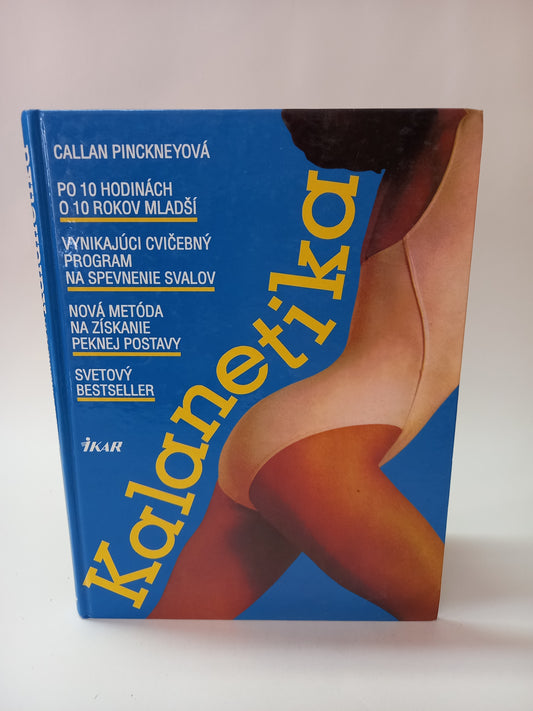 CALLAN PINCKNEYOVÁ
PO 10 HODINÁCH
O 10 ROKOV MLADŠÍ
VYNIKAJÚCI CVIČEBNÝ
PROGRAM
NA SPEVNENIE SVALOV
NOVÁ METÓDA
NA ZÍSKANIE
PEKNEJ POSTAVY
SVETOVÝ
BESTSELLER
IKAR
Kalanetika